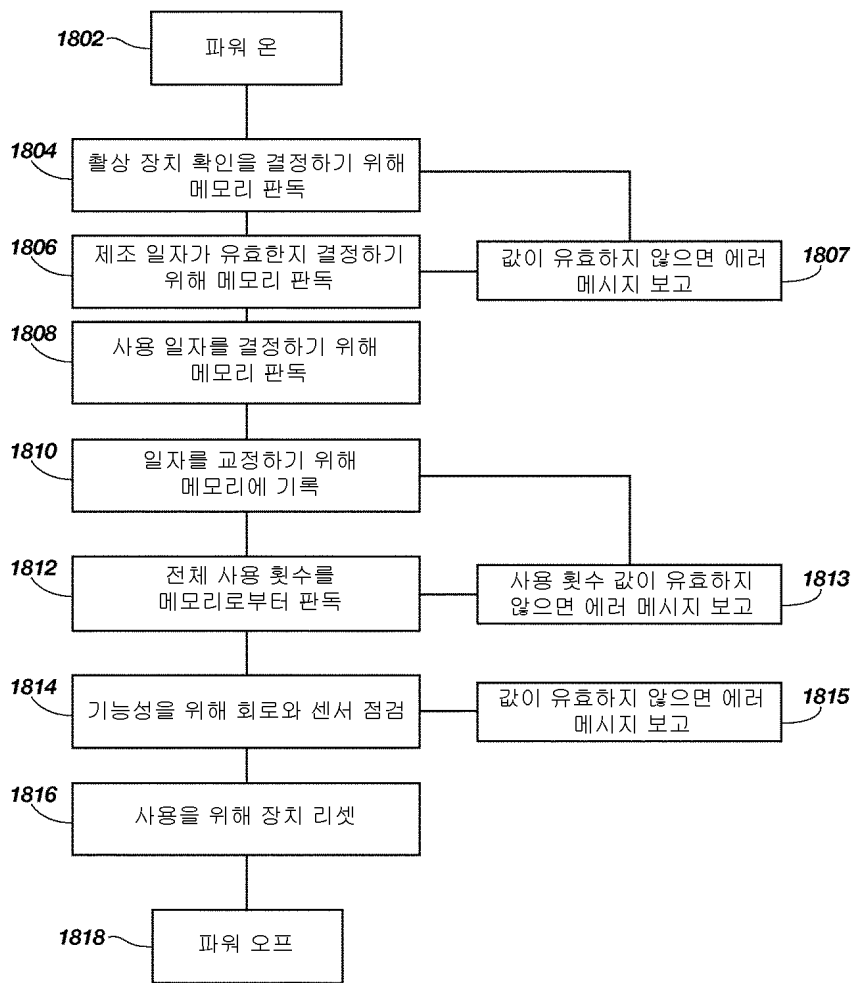 1802
파워 온
1804
촬상 장치 확인을 결정하기 위해
메모리 판독
1806
제조 일자가 유효한지 결정하기
위해 메모리 판독
값이 유효하지 않으면 에러
메시지 보고
1807
1808
사용 일자를 결정하기 위해
메모리 판독
1810
일자를 교정하기 위해
메모리에 기록
1812
전체 사용 횟수를
메모리로부터 판독
사용 횟수 값이 유효하지
않으면 에러 메시지 보고
1813
1814
기능성을 위해 회로와 센서 점검
값이 유효하지 않으면 에러
메시지 보고
1815
1816
사용을 위해 장치 리셋
1818
파워 오프